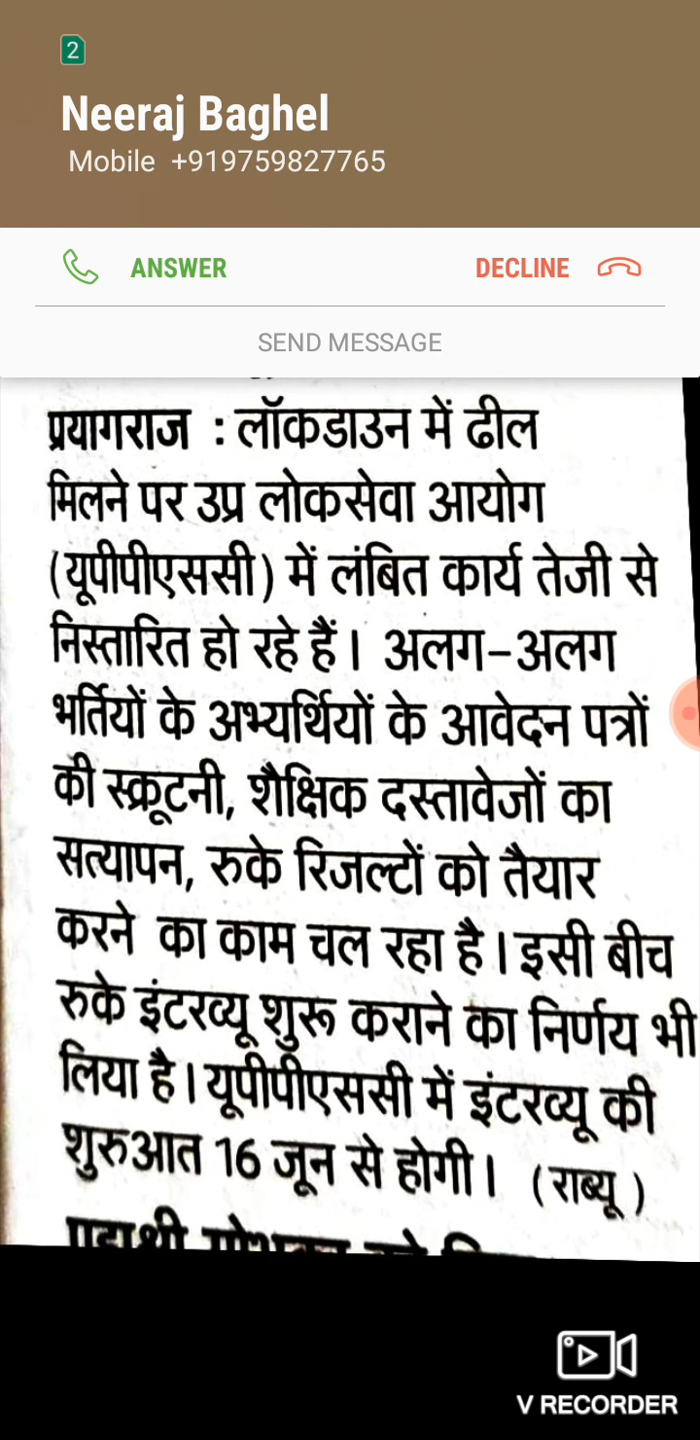 2
Neeraj Baghel
Mobile +919759827765
ANSWER
DECLINE
SEND MESSAGE
प्रयागराज : लॉकडाउन में ढील
मिलने पर उप्र लोकसेवा आयोग
(यूपीपीएससी) में लंबित कार्य तेजी से
निस्तारित हो रहे हैं। अलग-अलग
भर्तियों के अभ्यर्थियों के आवेदन पत्रों
की स्क्रूटनी, शैक्षिक दस्तावेजों का
सत्यापन, रुके रिजल्टों को तैयार
करने का काम चल रहा है। इसी बीच
रुके इंटरव्यू शुरू कराने का निर्णय भी
लिया है। यूपीपीएससी में इंटरव्यू की
शुरुआत 16 जून से होगी। (राब्यू)
V RECORDER